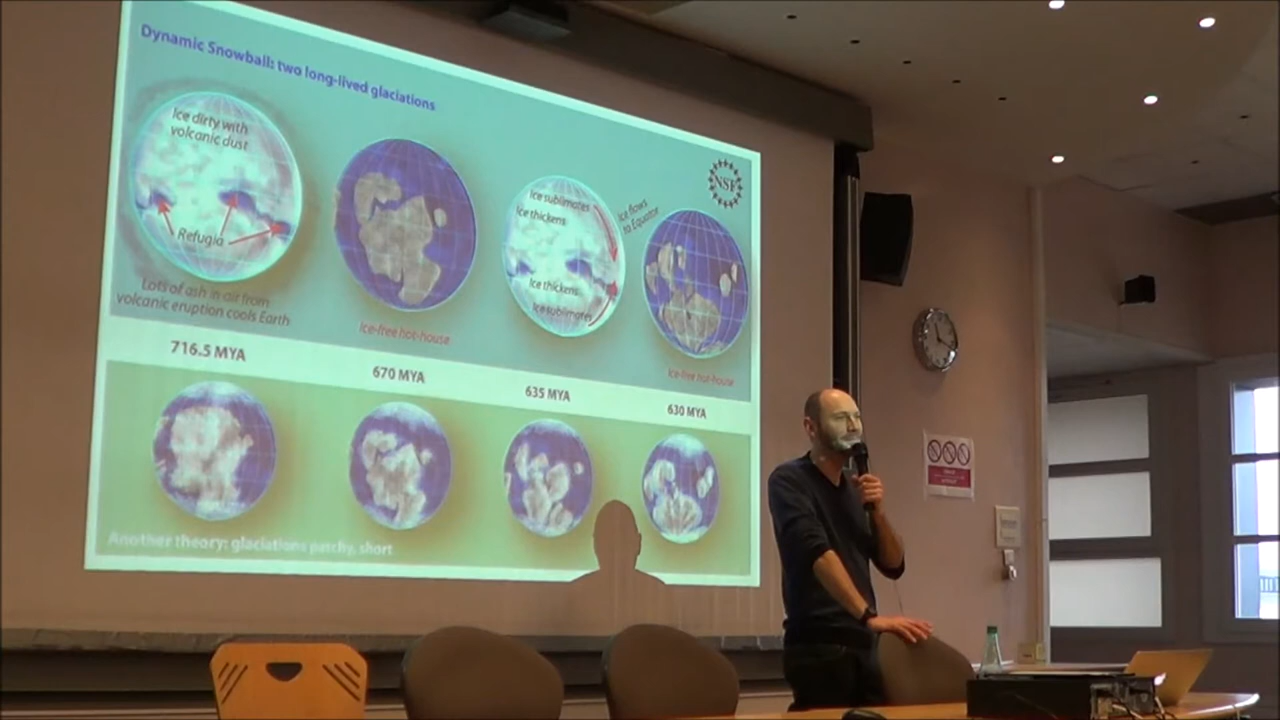 Dynamic Snowball: two long-lived glaciations
Ice dirty with
volcanic dust
Refugia
Lots of ash in air from
volcanic eruption cools Earth
Ice-free hot-house
Ice sublimates
Ice thickens
Ice flows
to Equator
Ice thickens
Ice sublimates
NSF
Ice-free hot-house
716.5 MYA
670 MYA
635 MYA
630 MYA
Another theory: glaciations patchy, short